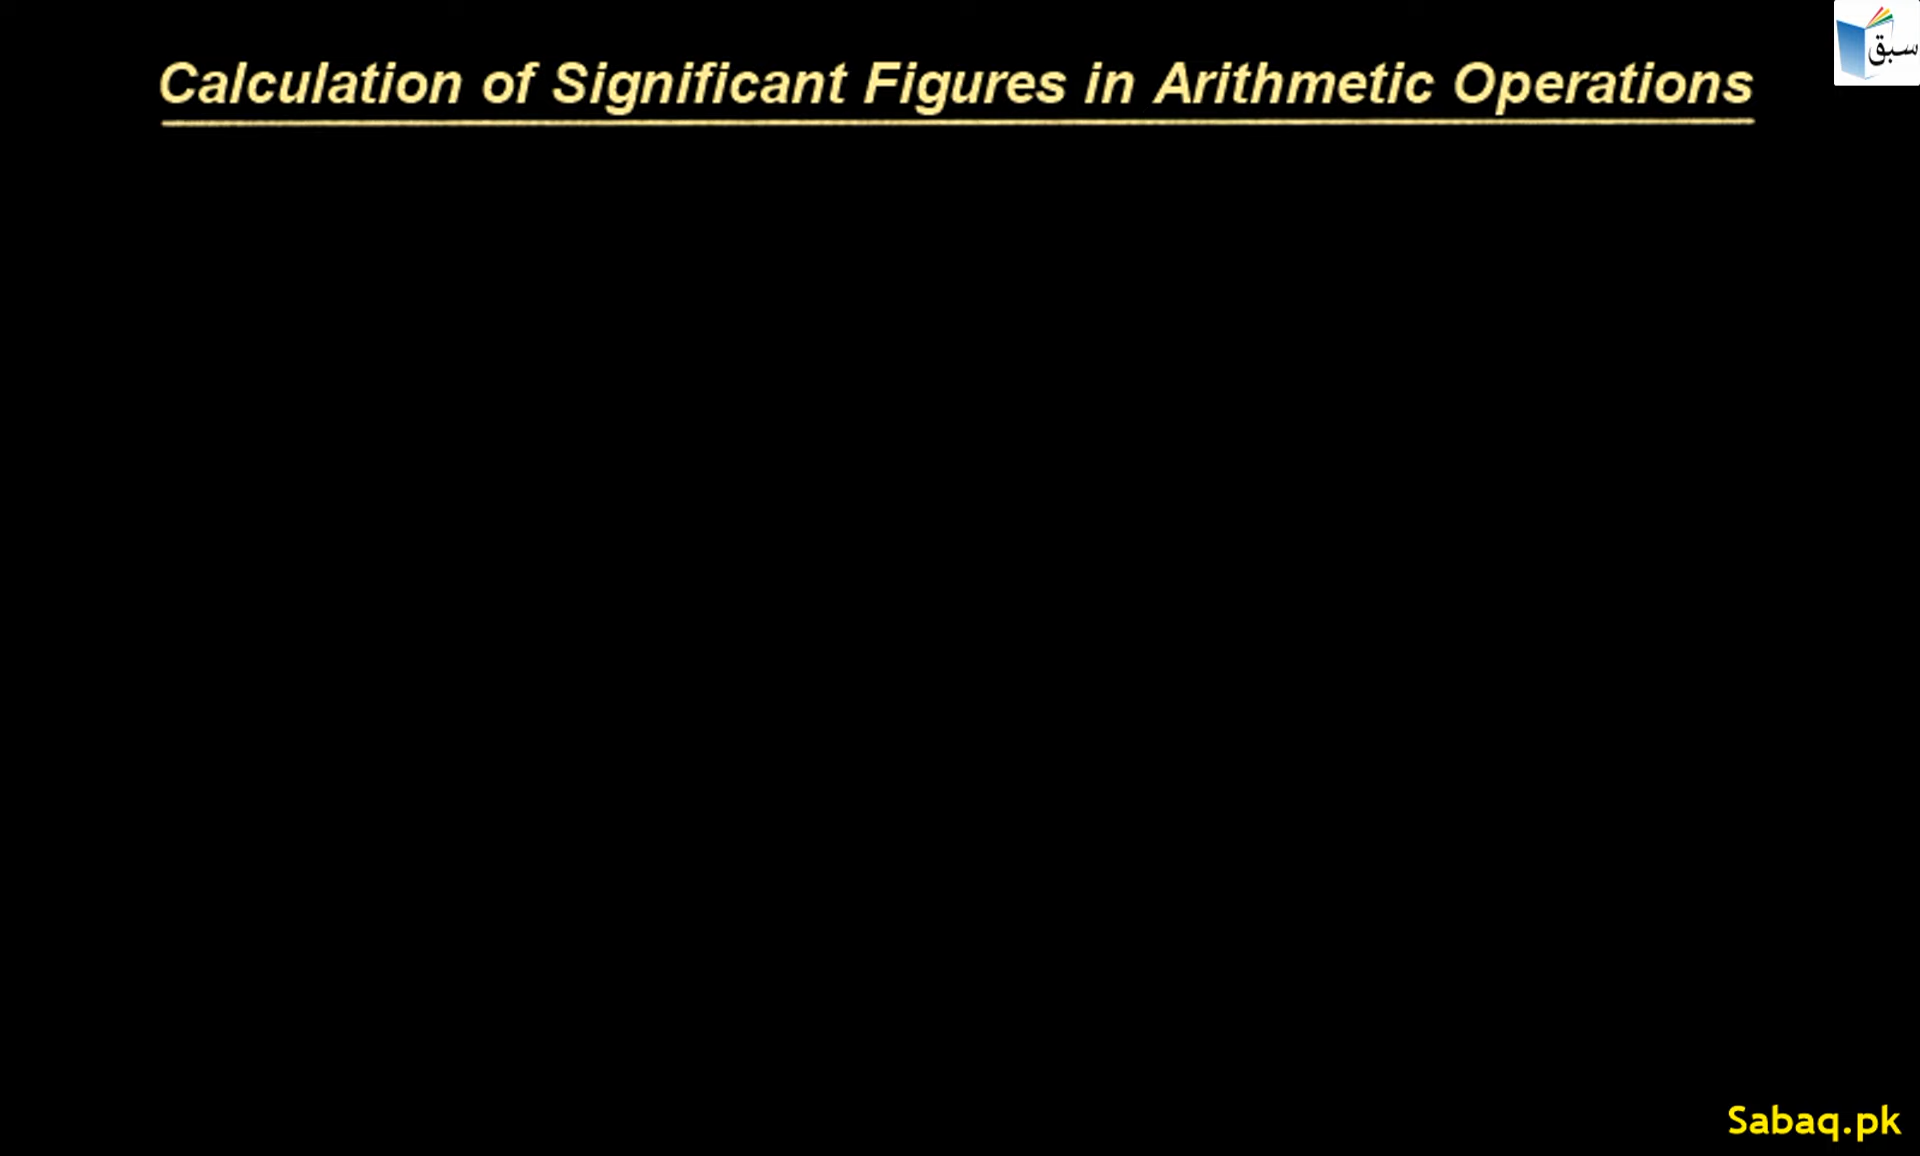 Calculation of Significant Figures in Arithmetic Operations
سبق
Sabaq.pk